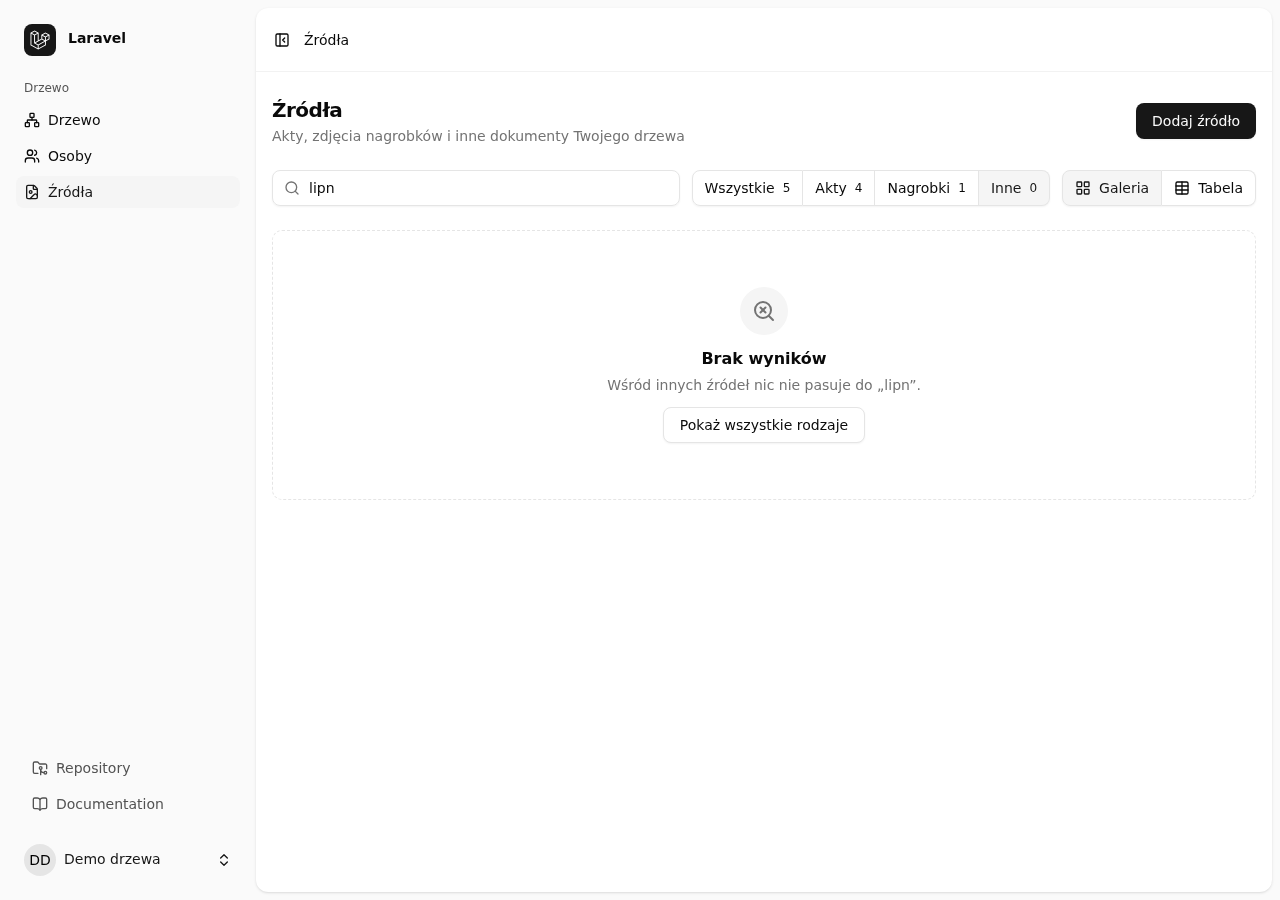 Laravel
Źródła
Drzewo
Drzewo
Osoby
Źródła
Źródła
Akty, zdjęcia nagrobków i inne dokumenty Twojego drzewa
Dodaj źródło
lipn
Wszystkie 5 Akty 4 Nagrobki 1 Inne 0
Galeria Tabela
Brak wyników
Wśród innych źródeł nic nie pasuje do „lipn”.
Pokaż wszystkie rodzaje
Repository
Documentation
DD Demo drzewa